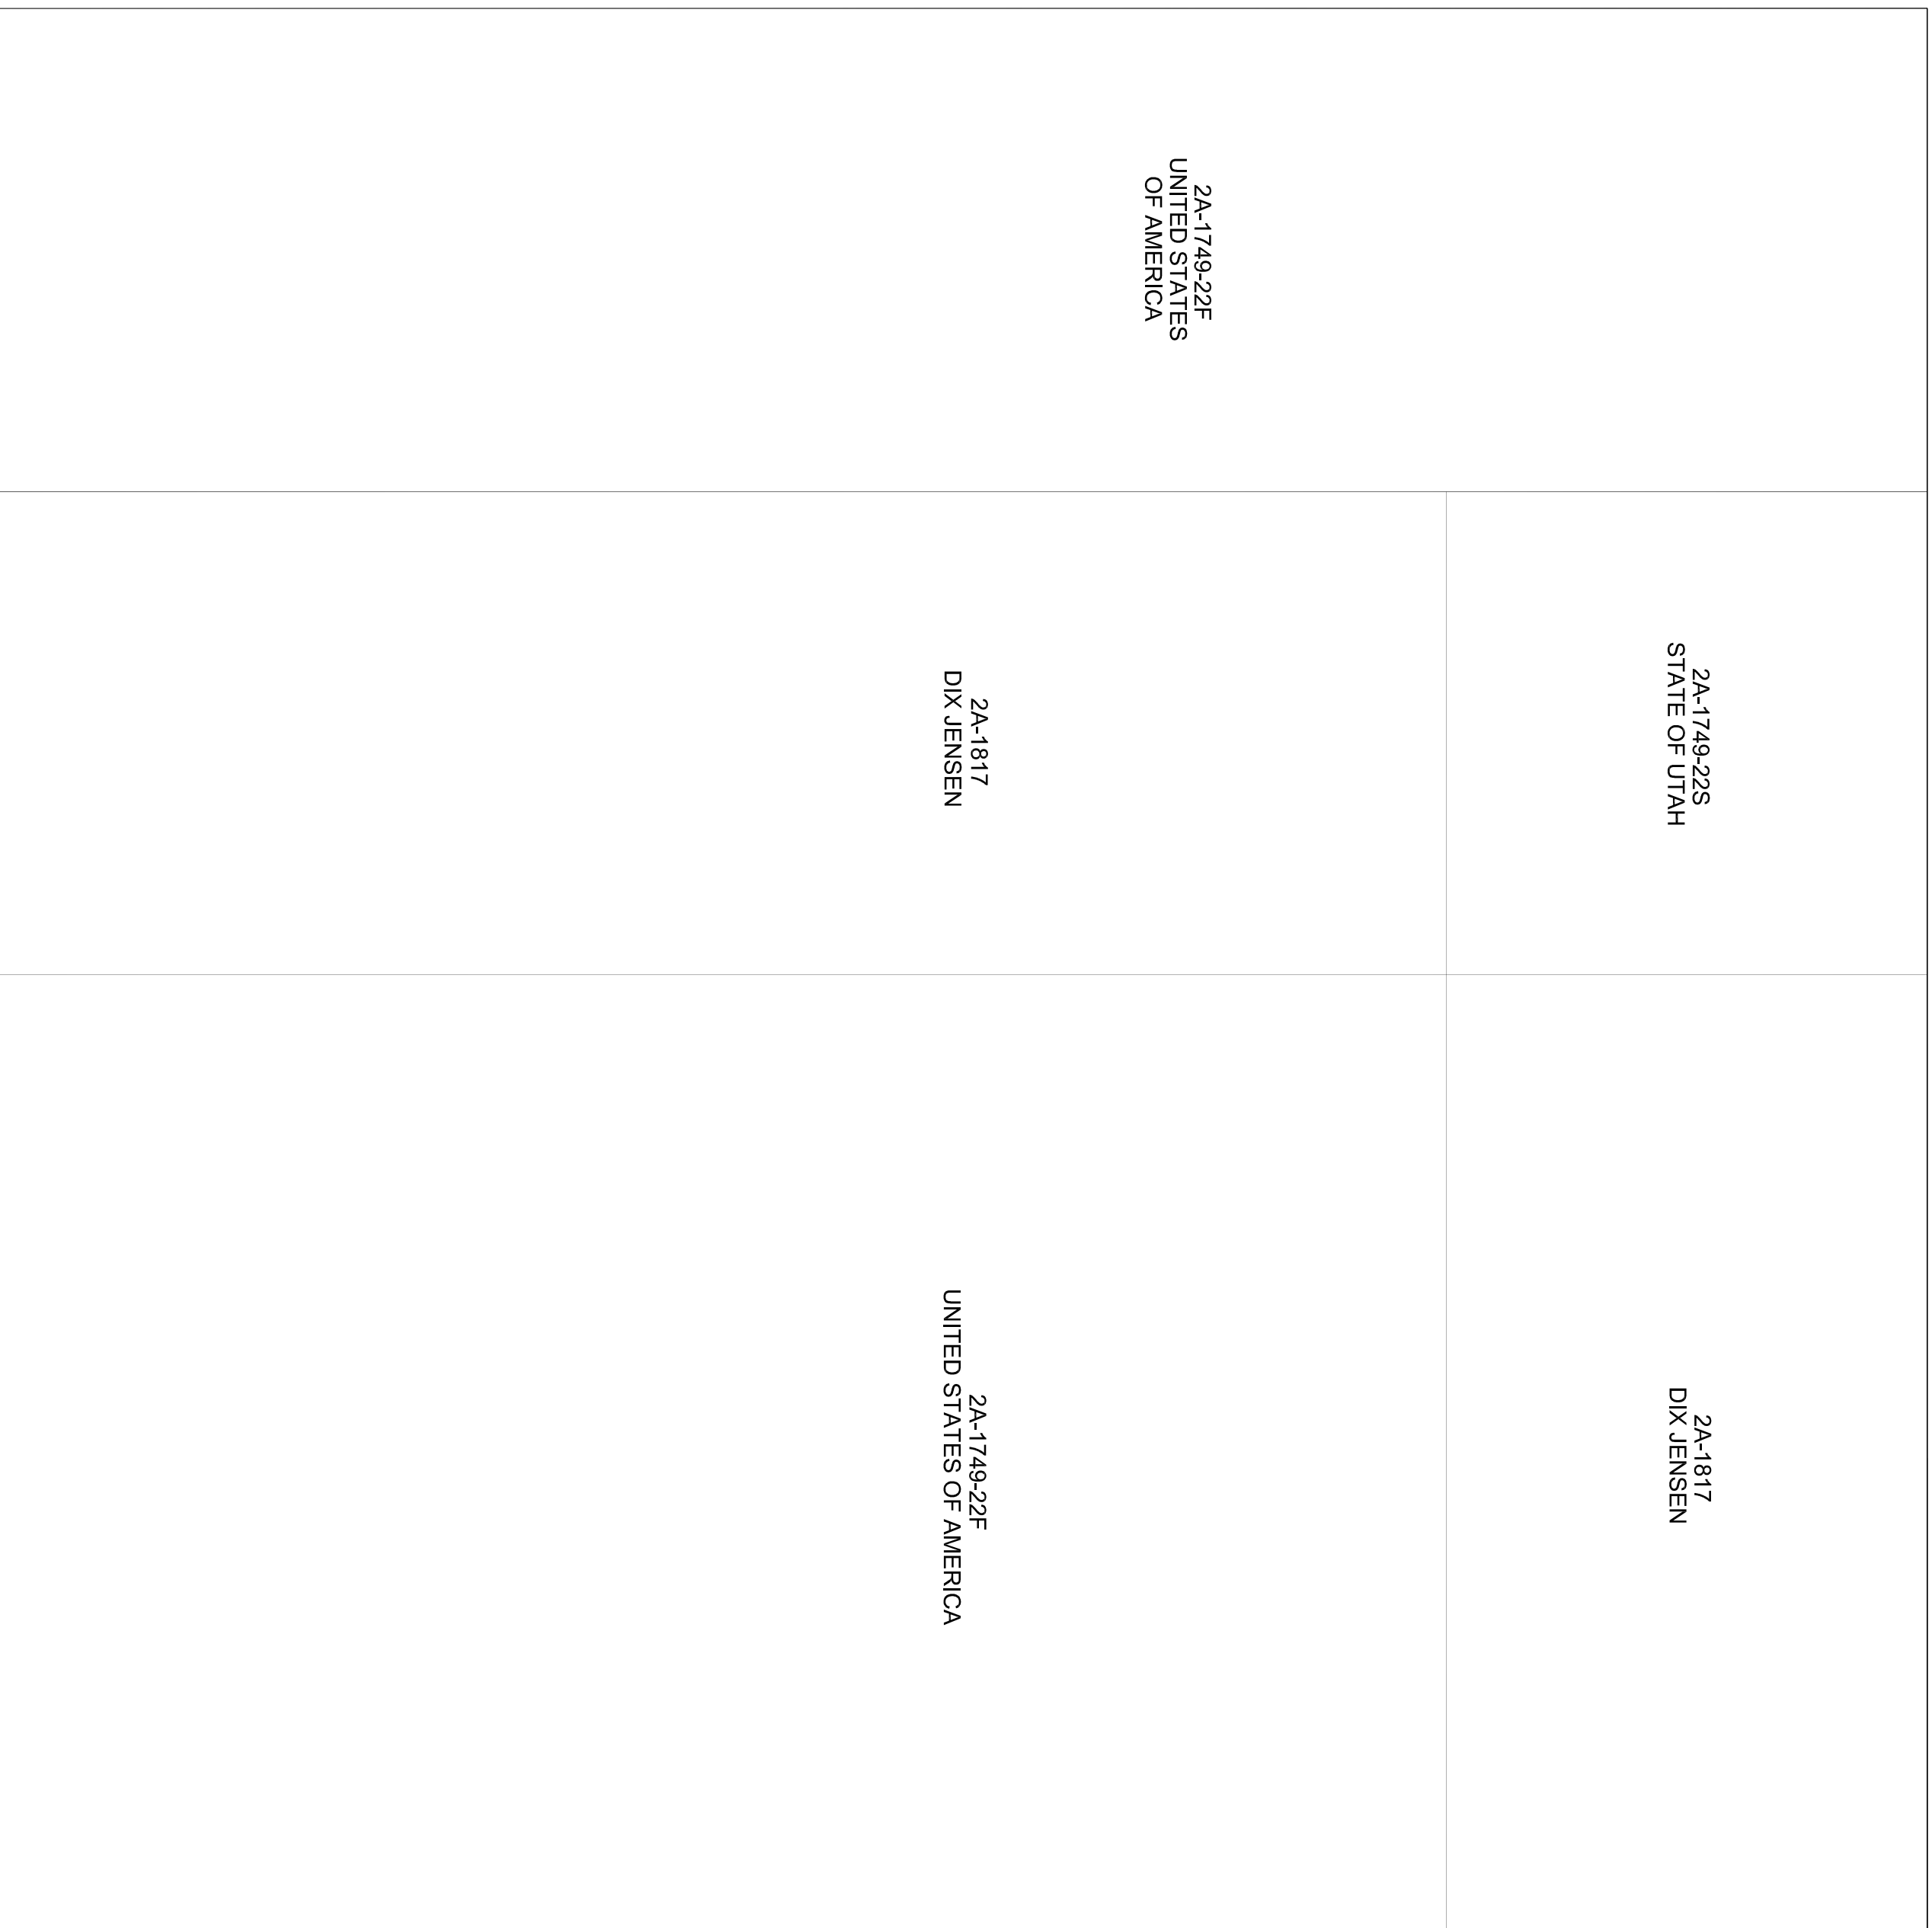 2A-1749-22S
STATE OF UTAH
2A-1817
DIX JENSEN
2A-1749-22F
UNITED STATES
OF AMERICA
2A-1817
DIX JENSEN
2A-1749-22F
UNITED STATES OF AMERICA